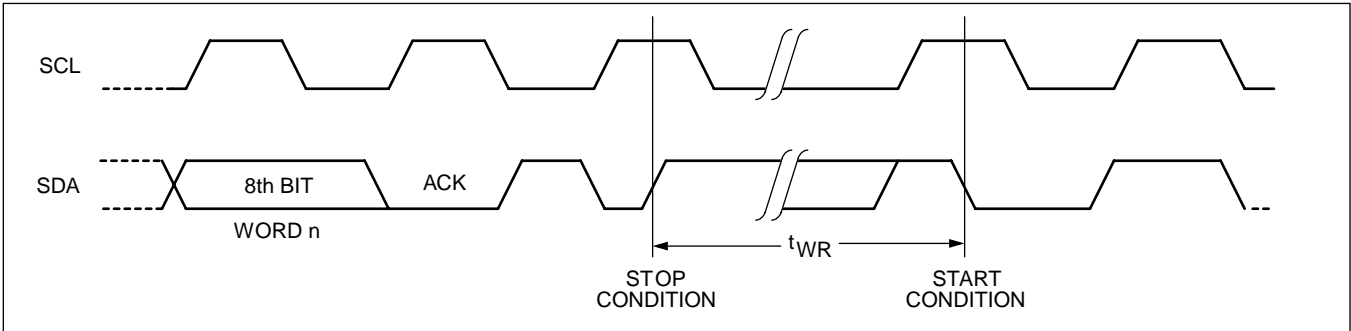 SCL
SDA
8th BIT
ACK
WORD n
tWR
STOP
CONDITION
START
CONDITION